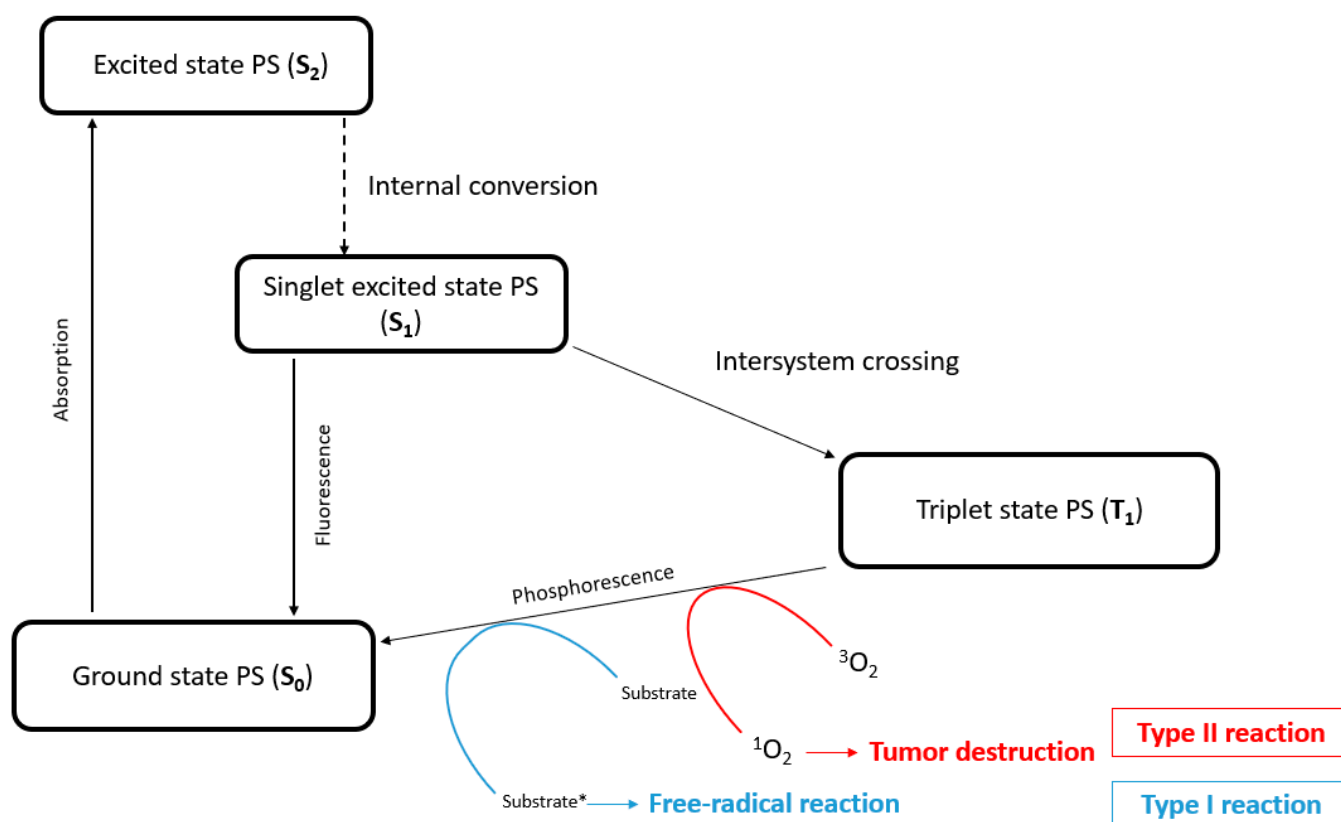 Excited state PS (S₂)
Internal conversion
Singlet excited state PS
(S₁)
Absorption
Fluorescence
Intersystem crossing
Triplet state PS (T₁)
Phosphorescence
Ground state PS (S₀)
³O₂
Substrate
¹O₂
Tumor destruction
Type II reaction
Substrate*
Free-radical reaction
Type I reaction